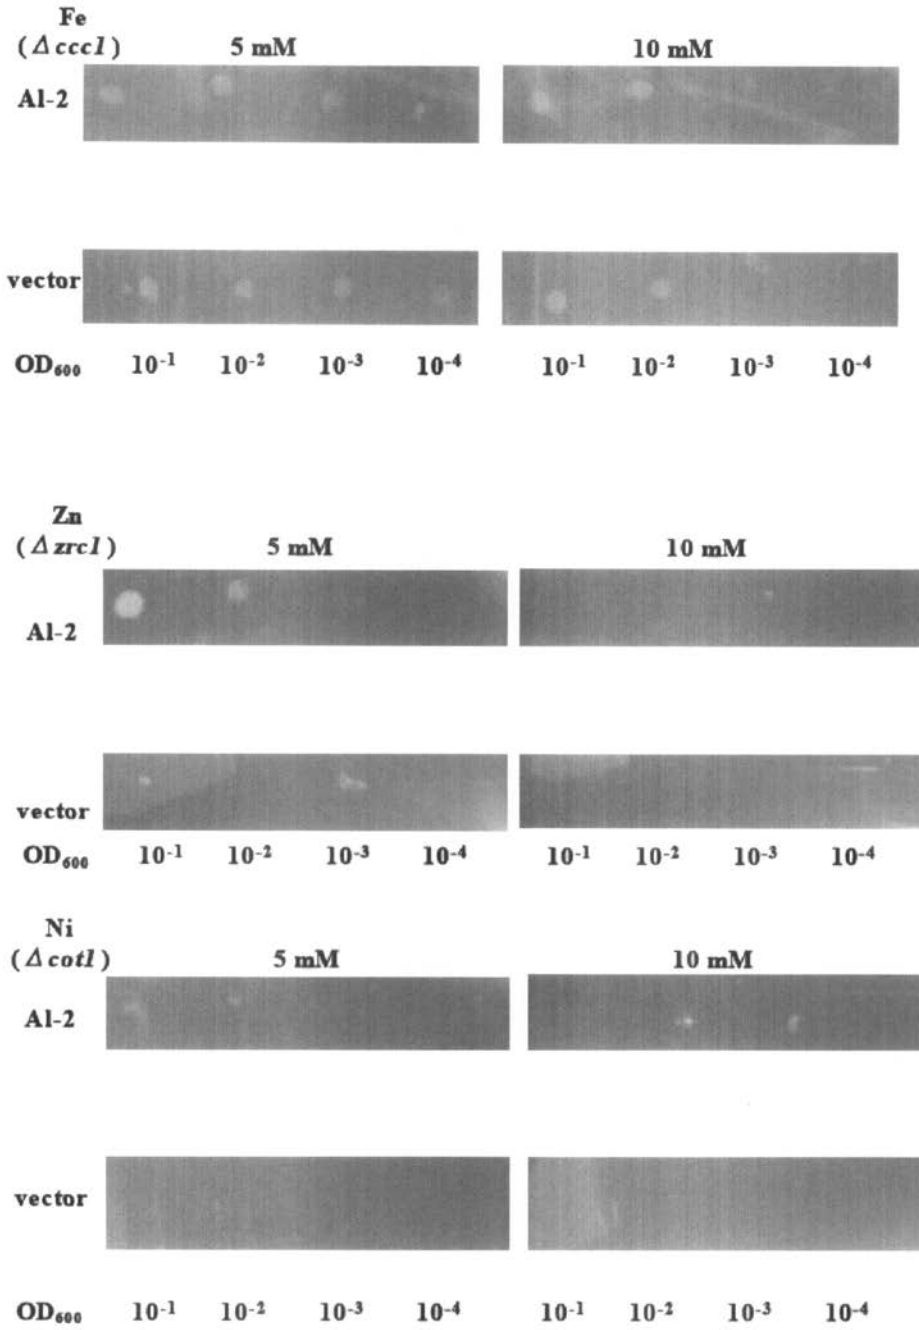 Fe
(Δccc1) 5 mM 10 mM
Al-2
vector
OD₆₀₀ 10⁻¹ 10⁻² 10⁻³ 10⁻⁴ 10⁻¹ 10⁻² 10⁻³ 10⁻⁴
Zn
(Δzrc1) 5 mM 10 mM
Al-2
vector
OD₆₀₀ 10⁻¹ 10⁻² 10⁻³ 10⁻⁴ 10⁻¹ 10⁻² 10⁻³ 10⁻⁴
Ni
(Δcot1) 5 mM 10 mM
Al-2
vector
OD₆₀₀ 10⁻¹ 10⁻² 10⁻³ 10⁻⁴ 10⁻¹ 10⁻² 10⁻³ 10⁻⁴